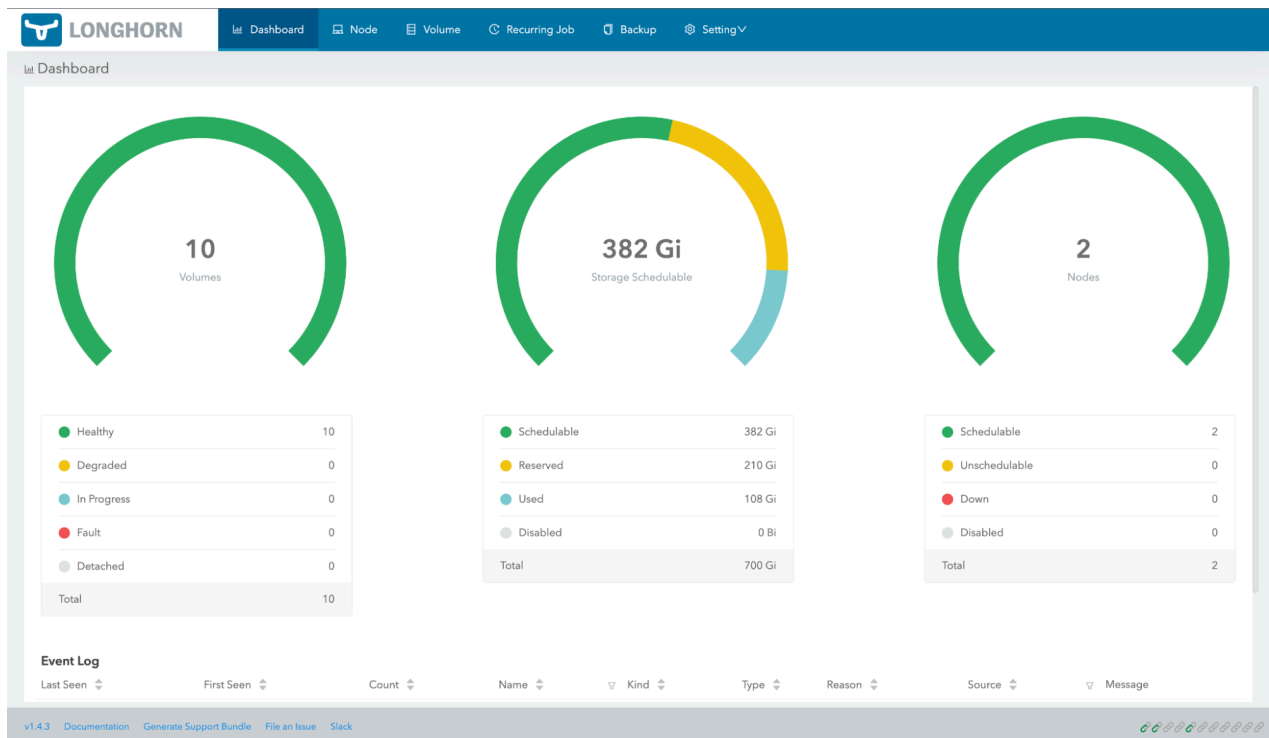 LONGHORN
Dashboard
Node
Volume
Recurring Job
Backup
Setting
Dashboard
10
Volumes
Healthy 10
Degraded 0
In Progress 0
Fault 0
Detached 0
Total 10
382 Gi
Storage Schedulable
Schedulable 382 Gi
Reserved 210 Gi
Used 108 Gi
Disabled 0 Bi
Total 700 Gi
2
Nodes
Schedulable 2
Unschedulable 0
Down 0
Disabled 0
Total 2
Event Log
Last Seen First Seen Count Name Kind Type Reason Source Message
v1.4.3 Documentation Generate Support Bundle File an Issue Slack